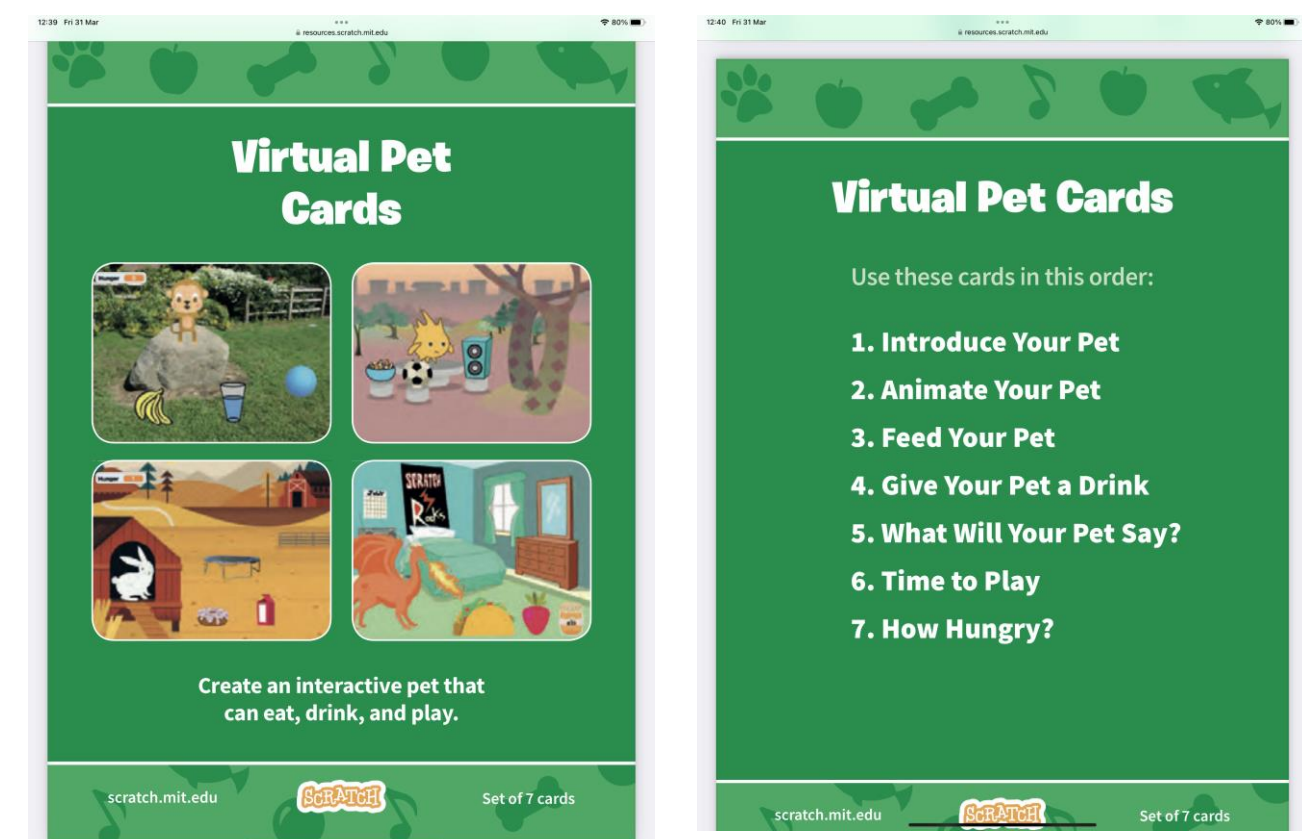 12:39 Fri 31 Mar
80%
resources.scratch.mit.edu
Virtual Pet
Cards
Hunger
SCRATCH
Rocks
Hunger
Create an interactive pet that
can eat, drink, and play.
scratch.mit.edu
SCRATCH
Set of 7 cards
12:40 Fri 31 Mar
80%
resources.scratch.mit.edu
Virtual Pet Cards
Use these cards in this order:
1. Introduce Your Pet
2. Animate Your Pet
3. Feed Your Pet
4. Give Your Pet a Drink
5. What Will Your Pet Say?
6. Time to Play
7. How Hungry?
scratch.mit.edu
SCRATCH
Set of 7 cards